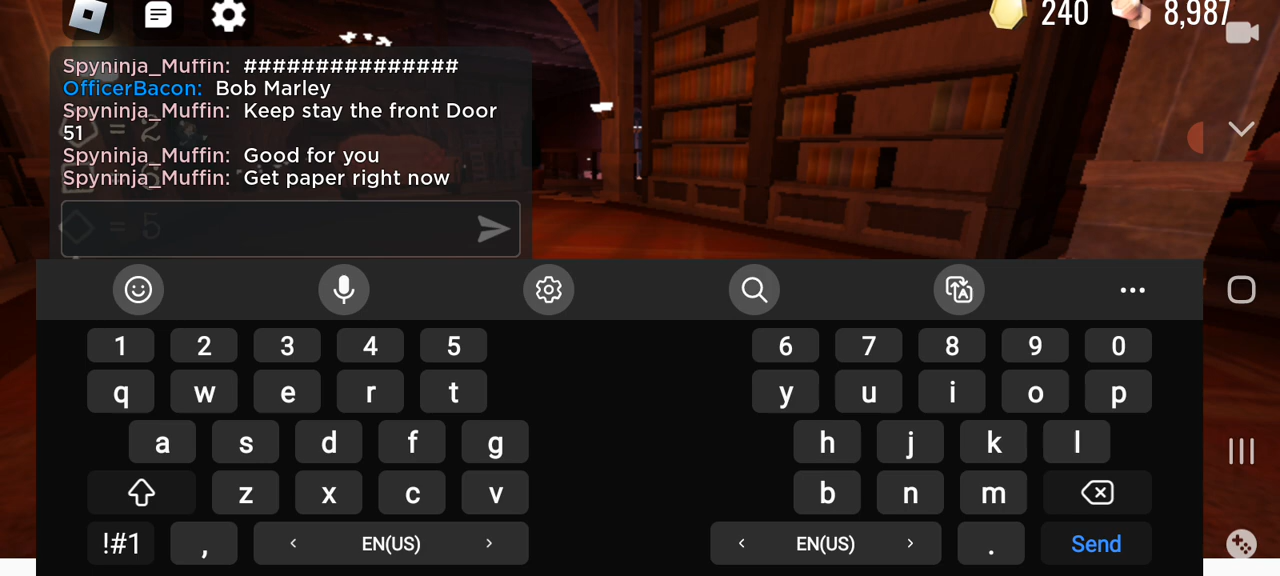 240
8,987
Spyninja_Muffin: ###############
OfficerBacon: Bob Marley
Spyninja_Muffin: Keep stay the front Door
51
= 2
Spyninja_Muffin: Good for you
Spyninja_Muffin: Get paper right now
= 5
1 2 3 4 5 6 7 8 9 0
q w e r t y u i o p
a s d f g h j k l
z x c v b n m
!#1 , < EN(US) > < EN(US) > . Send